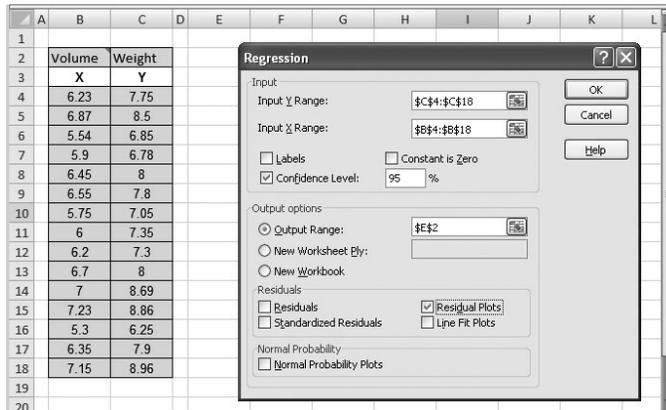 A B C D E F G H I J K L
1
2 Volume Weight
3 X Y
4 6.23 7.75
5 6.87 8.5
6 5.54 6.85
7 5.9 6.78
8 6.45 8
9 6.55 7.8
10 5.75 7.05
11 6 7.35
12 6.2 7.3
13 6.7 8
14 7 8.69
15 7.23 8.86
16 5.3 6.25
17 6.35 7.9
18 7.15 8.96
19
20
Regression ? X
Input
Input Y Range: $C$4:$C$18
Input X Range: $B$4:$B$18
Labels Constant is Zero
Confidence Level: 95 %
OK
Cancel
Help
Output options
Output Range: $E$2
New Worksheet Ply:
New Workbook
Residuals
Residuals Residual Plots
Standardized Residuals Line Fit Plots
Normal Probability
Normal Probability Plots